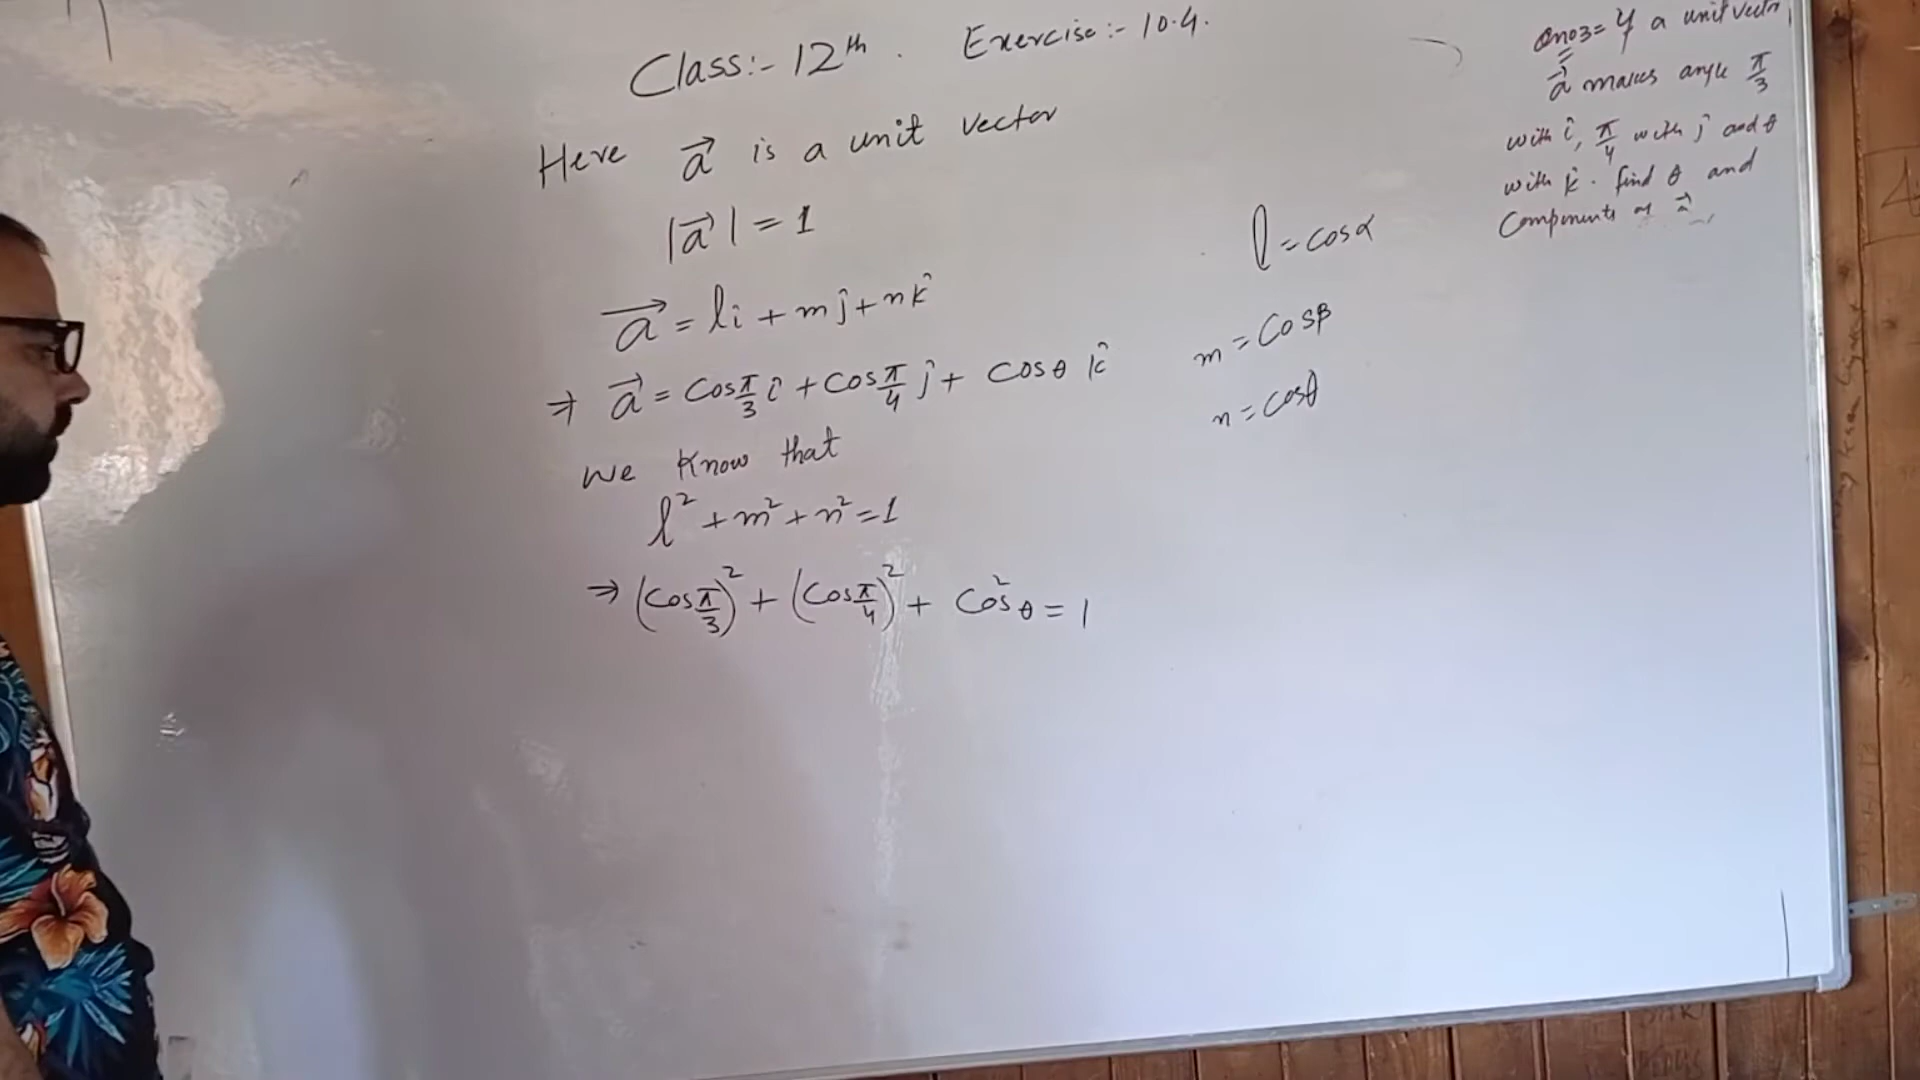 Class:- 12th. Exercise:- 10.4.
Here a⃗ is a unit vector
|a⃗| = 1
a⃗ = li + mĵ + nk̂
⇒ a⃗ = Cos π/3 î + Cos π/4 ĵ + Cos θ k̂
We Know that
l² + m² + n² = 1
⇒ (Cos π/3)² + (Cos π/4)² + Cos² θ = 1
l = cos α
m = Cos β
n = Cos θ
Qno3 = If a unit vector
a⃗ makes angle π/3
with î, π/4 with ĵ and θ
with k̂. find θ and
Components of a⃗